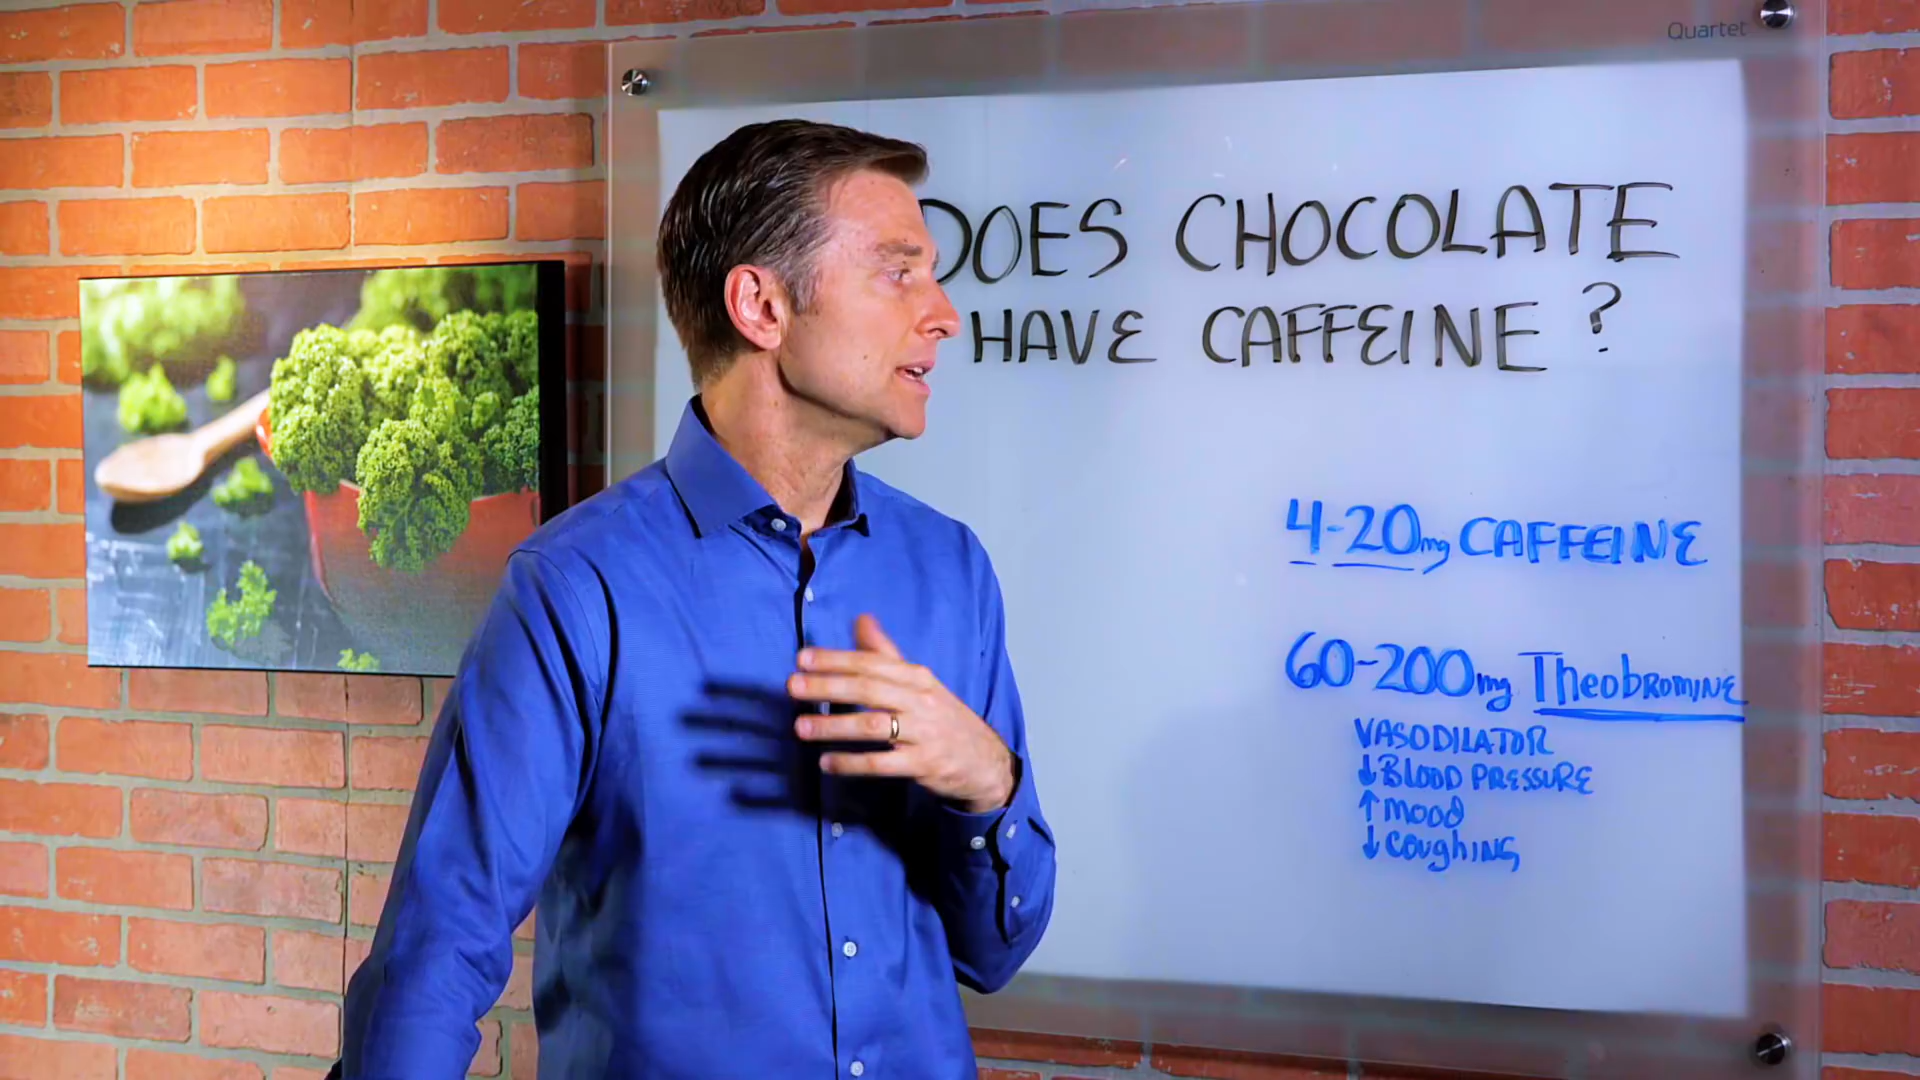 Quartet
DOES CHOCOLATE
HAVE CAFFEINE?
4-20mg CAFFEINE
60-200mg TheobROMINE
VASODILATOR
↓BLOOD PRESSURE
↑mood
↓coughing